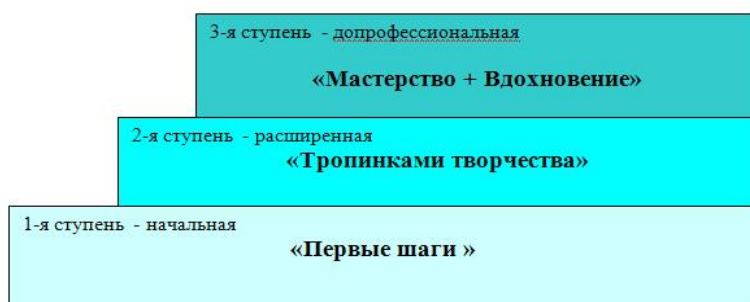 3-я ступень - допрофессиональная
«Мастерство + Вдохновение»
2-я ступень - расширенная
«Тропинками творчества»
1-я ступень - начальная
«Первые шаги »